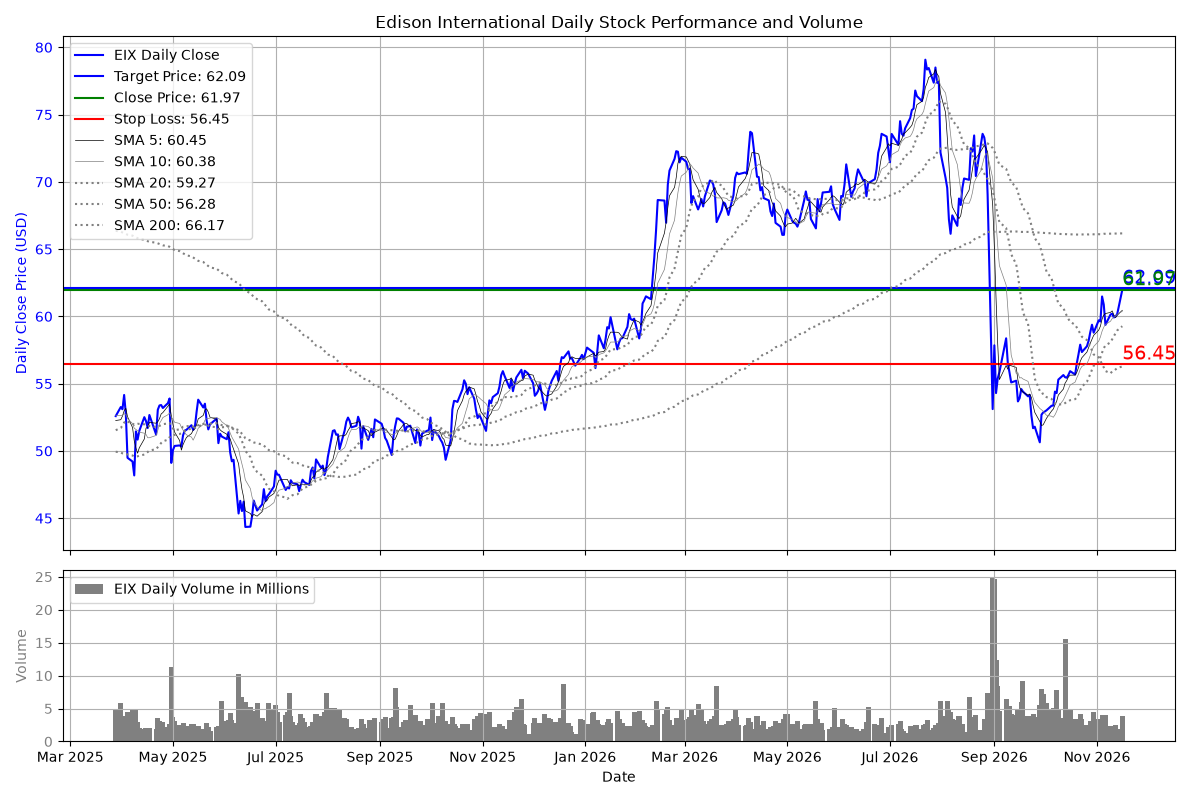 Edison International Daily Stock Performance and Volume
80
75
70
65
60
55
50
45
Daily Close Price (USD)
EIX Daily Close
Target Price: 62.09
Close Price: 61.97
Stop Loss: 56.45
SMA 5: 60.45
SMA 10: 60.38
SMA 20: 59.27
SMA 50: 56.28
SMA 200: 66.17
62.09
61.97
56.45
25
20
15
10
5
0
Volume
EIX Daily Volume in Millions
Mar 2025
May 2025
Jul 2025
Sep 2025
Nov 2025
Jan 2026
Mar 2026
May 2026
Jul 2026
Sep 2026
Nov 2026
Date